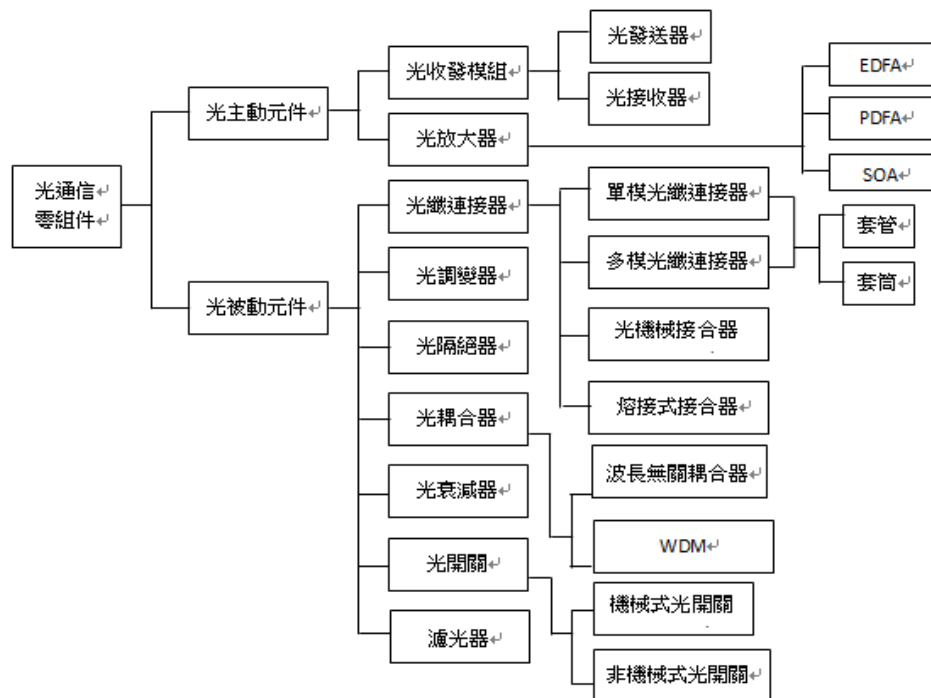 光通信
零組件
光主動元件
光收發模組
光發送器
光接收器
光放大器
EDFA
PDFA
SOA
光被動元件
光纖連接器
單模光纖連接器
多模光纖連接器
套管
套筒
光機械接合器
熔接式接合器
光調變器
光隔絕器
光耦合器
波長無關耦合器
WDM
光衰減器
光開關
機械式光開關
非機械式光開關
濾光器